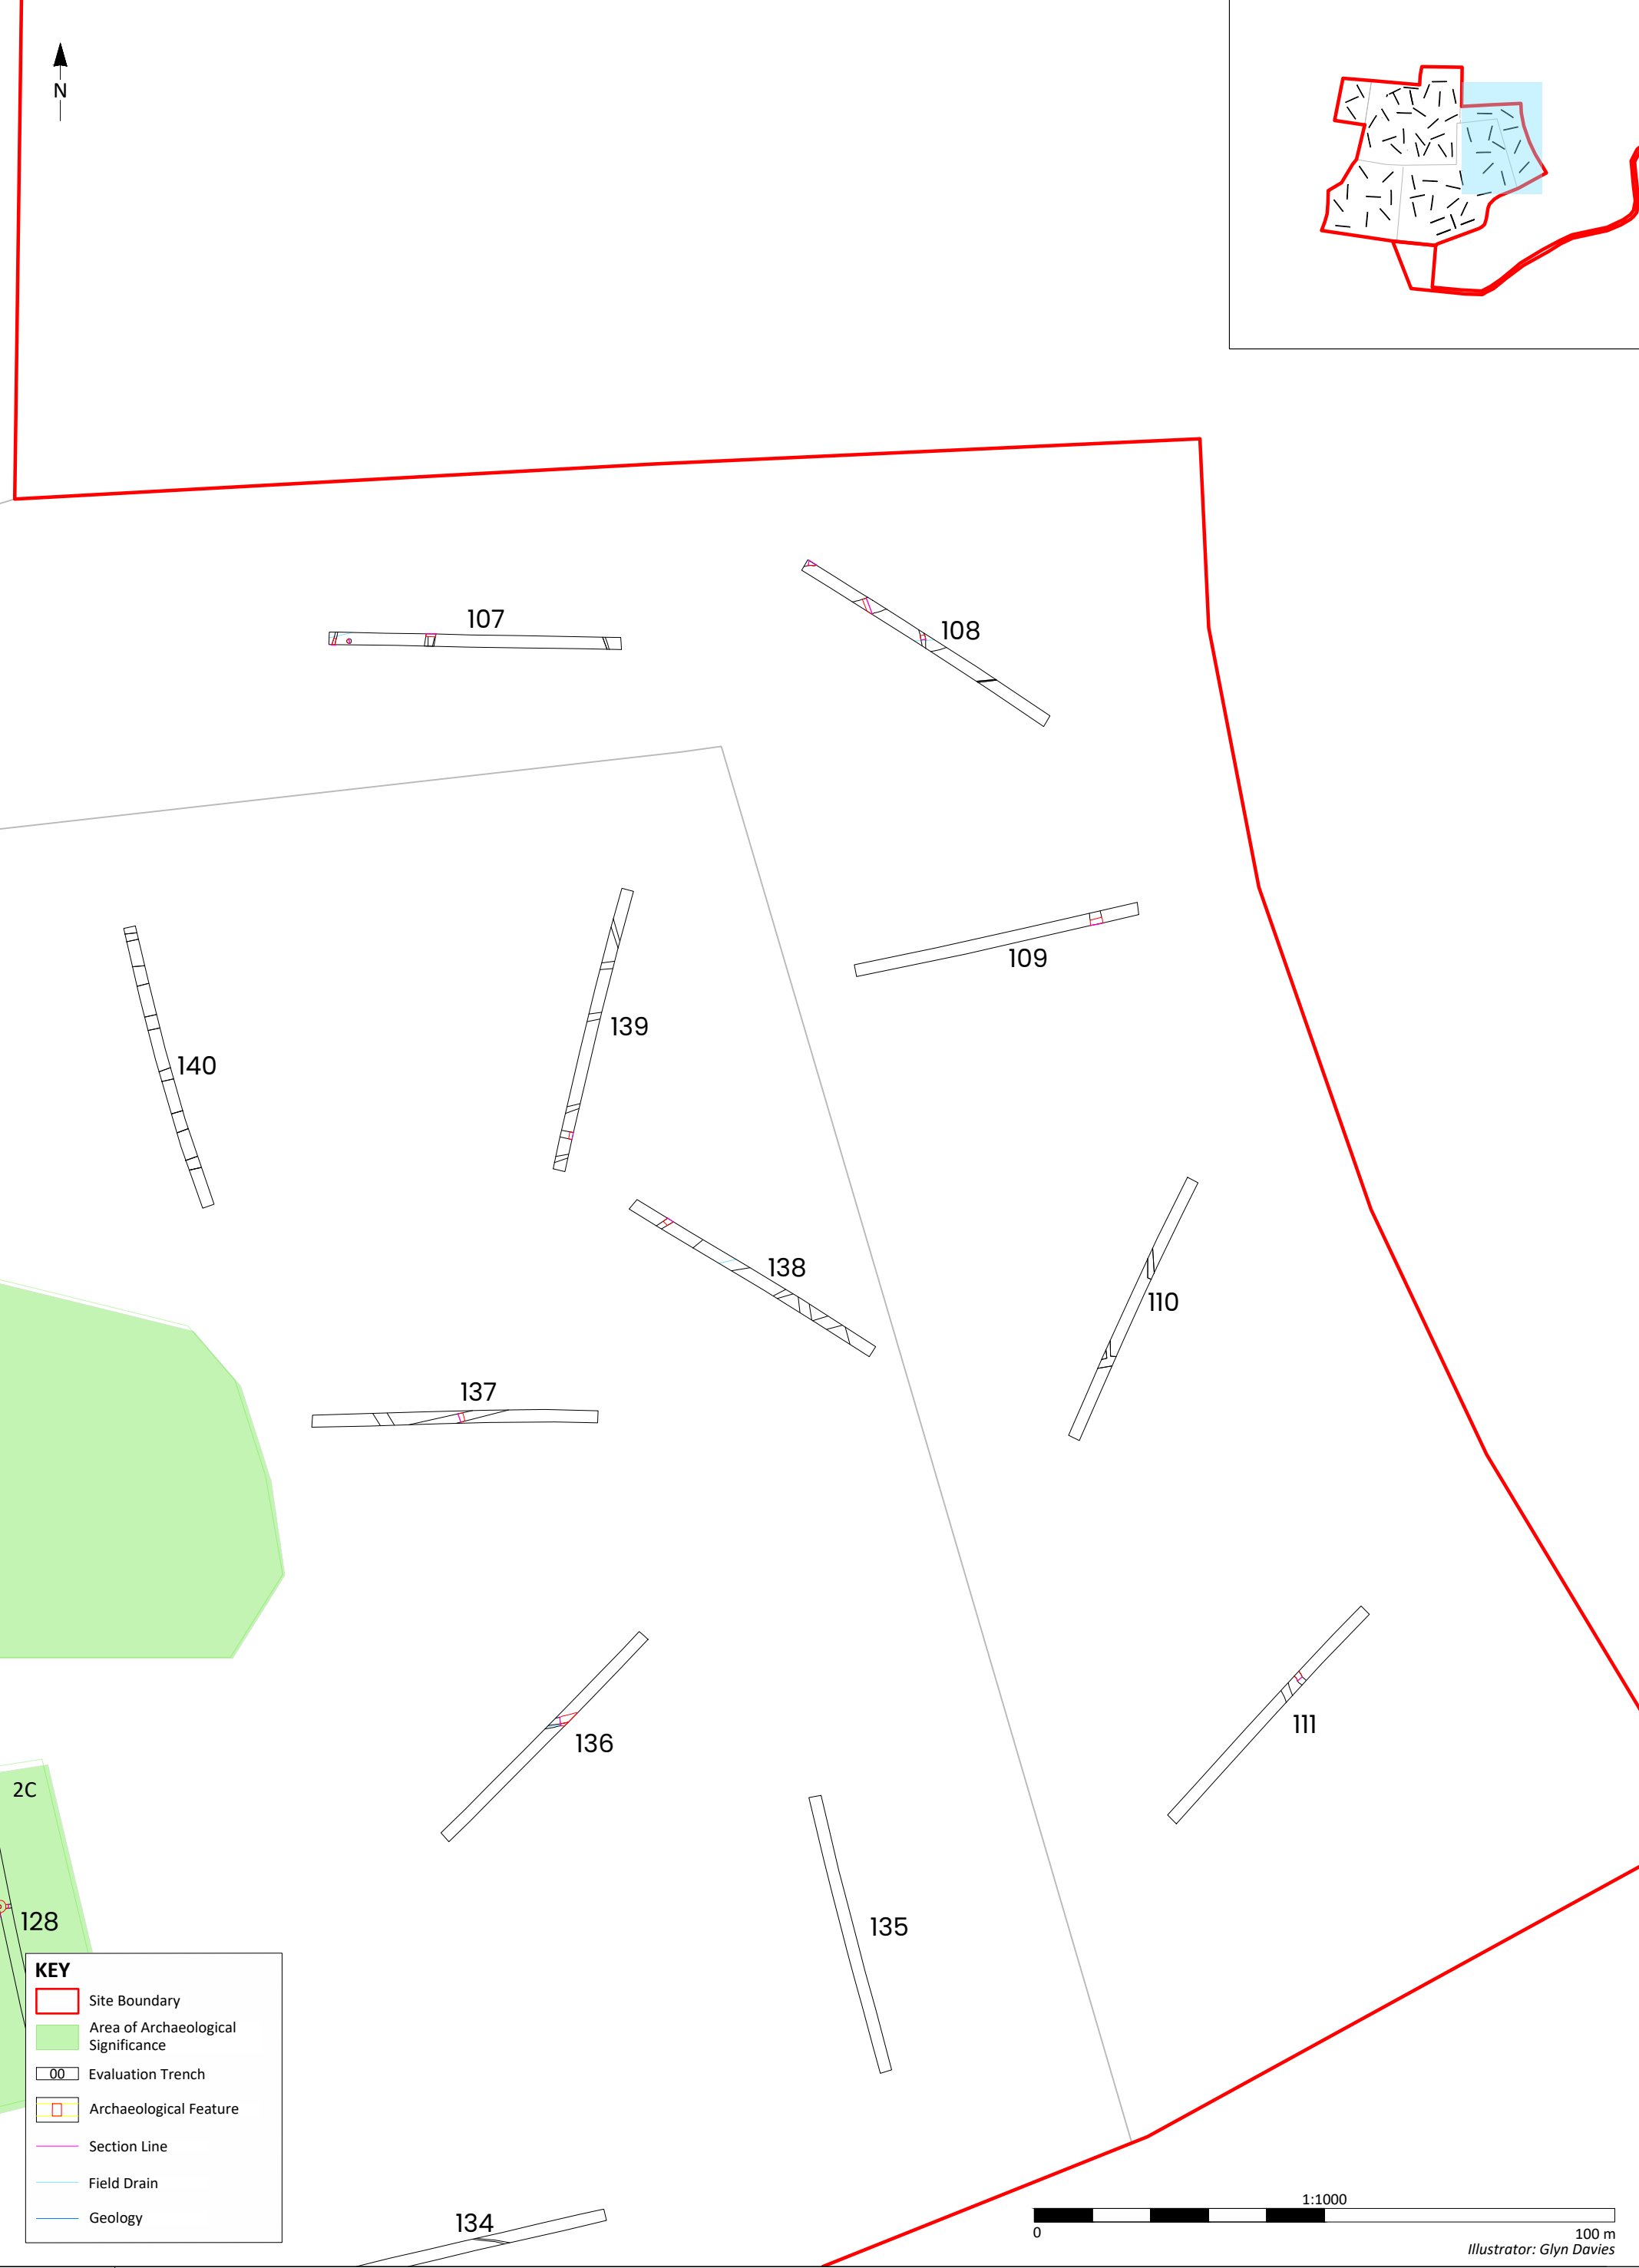 N
107
108
109
139
140
138
110
137
111
136
2C
128
135
KEY
Site Boundary
Area of Archaeological
Significance
00 Evaluation Trench
Archaeological Feature
Section Line
Field Drain
Geology
134
1:1000
0 100 m
Illustrator: Glyn Davies